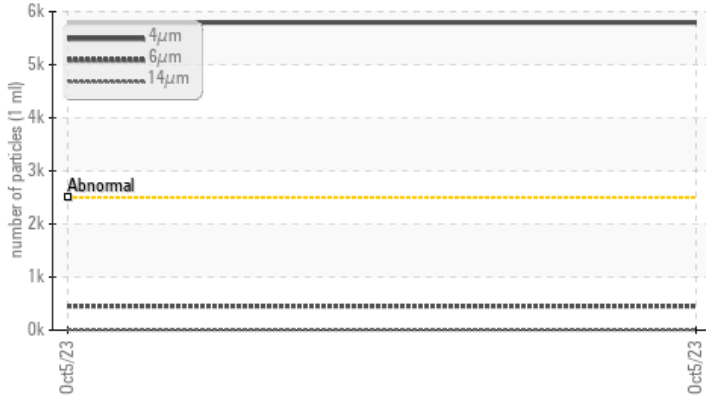 number of particles (1 ml)
6k
5k
4k
3k
2k
1k
0k
4µm
6µm
14µm
Abnormal
Oct5/23
Oct5/23